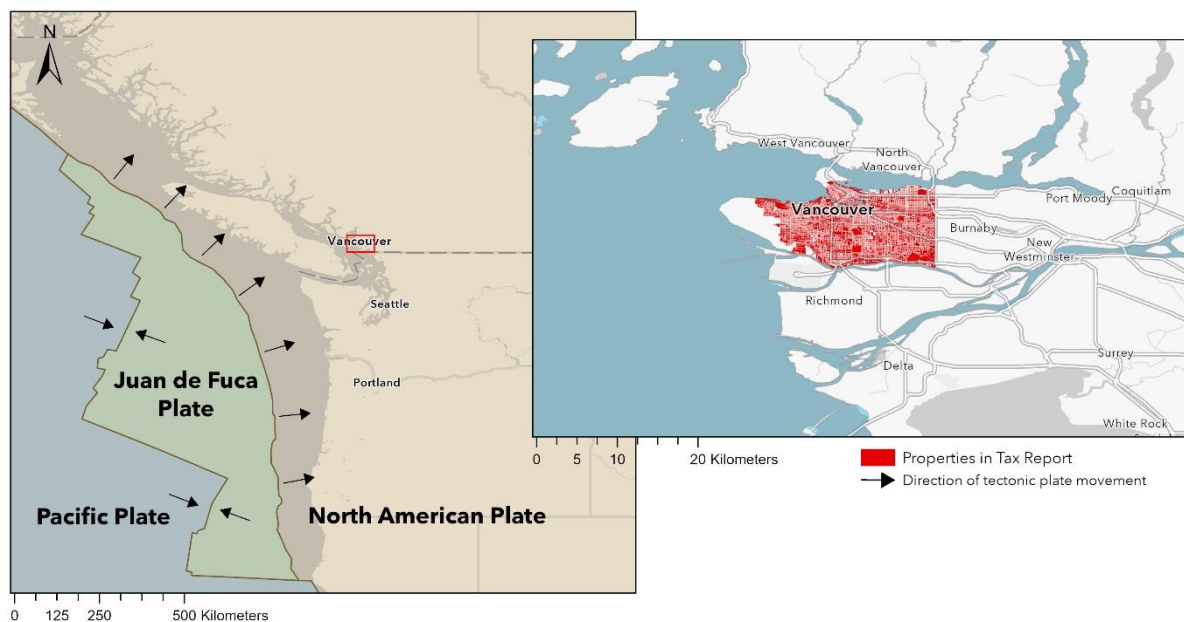 N
Vancouver
Seattle
Juan de Fuca
Plate
Portland
Pacific Plate
North American Plate
0 125 250 500 Kilometers
West Vancouver
North
Vancouver
Coquitlam
Port Moody
Vancouver
Burnaby
New
Westminster
Richmond
Surrey
Delta
White Rock
0 5 10 20 Kilometers
Properties in Tax Report
Direction of tectonic plate movement